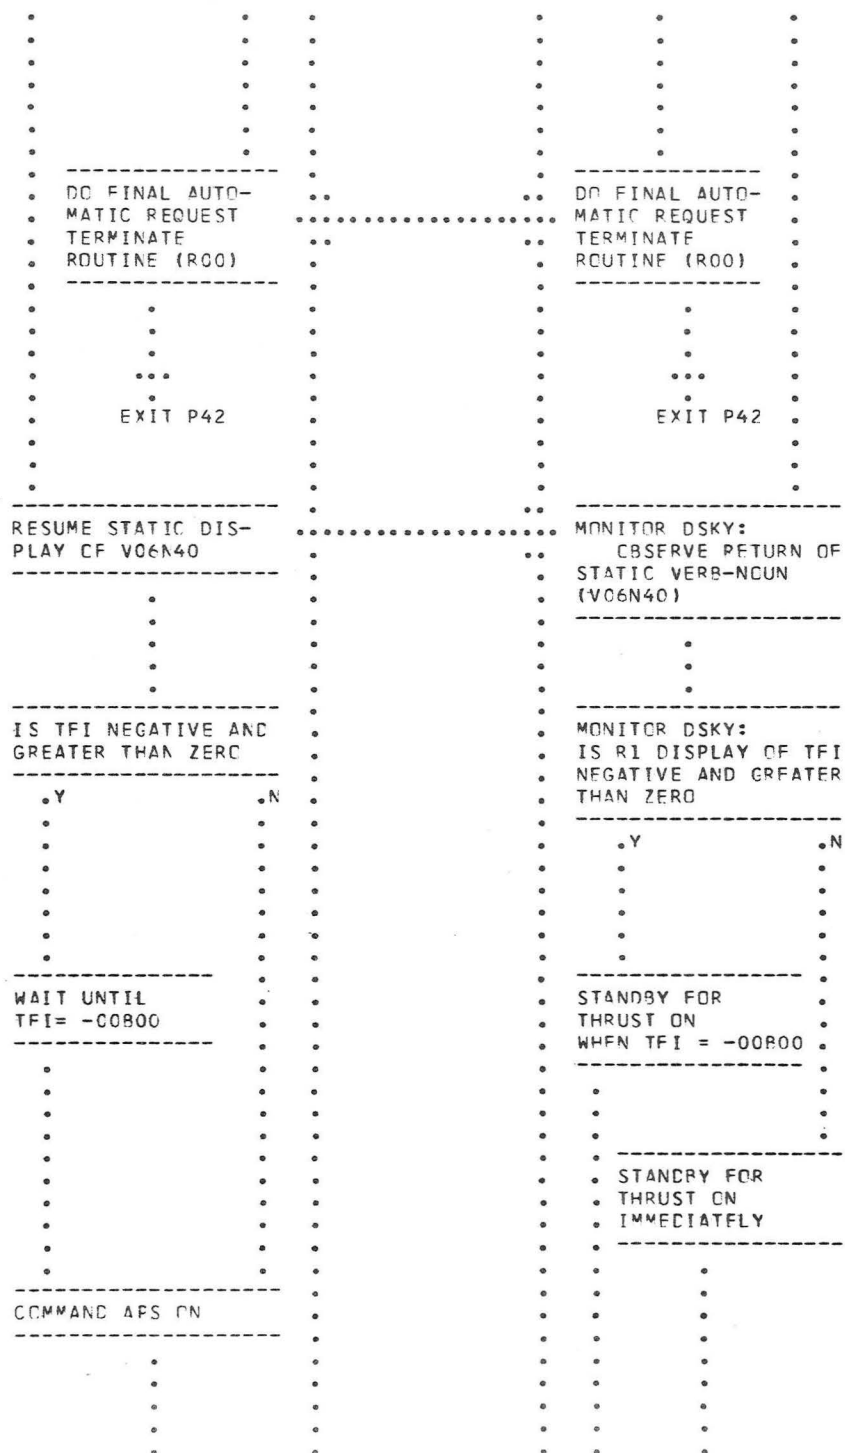 DO FINAL AUTO-
MATIC REQUEST
TERMINATE
ROUTINE (R00)
DO FINAL AUTO-
MATIC REQUEST
TERMINATE
ROUTINE (R00)
EXIT P42
EXIT P42
RESUME STATIC DIS-
PLAY OF V06N40
MONITOR DSKY:
OBSERVE RETURN OF
STATIC VERB-NOUN
(V06N40)
IS TFI NEGATIVE AND
GREATER THAN ZERO
MONITOR DSKY:
IS R1 DISPLAY OF TFI
NEGATIVE AND GREATER
THAN ZERO
Y N
Y N
WAIT UNTIL
TFI= -00B00
STANDBY FOR
THRUST ON
WHEN TFI = -00B00
STANDBY FOR
THRUST ON
IMMEDIATELY
COMMAND APS ON